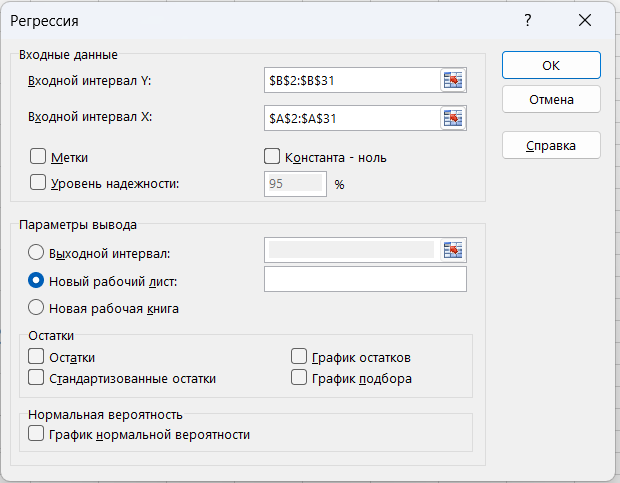 Регрессия
?
Входные данные
Входной интервал Y:
$B$2:$B$31
Входной интервал X:
$A$2:$A$31
Метки
Константа - ноль
Уровень надежности:
95
%
ОК
Отмена
Справка
Параметры вывода
Выходной интервал:
Новый рабочий лист:
Новая рабочая книга
Остатки
Остатки
График остатков
Стандартизованные остатки
График подбора
Нормальная вероятность
График нормальной вероятности